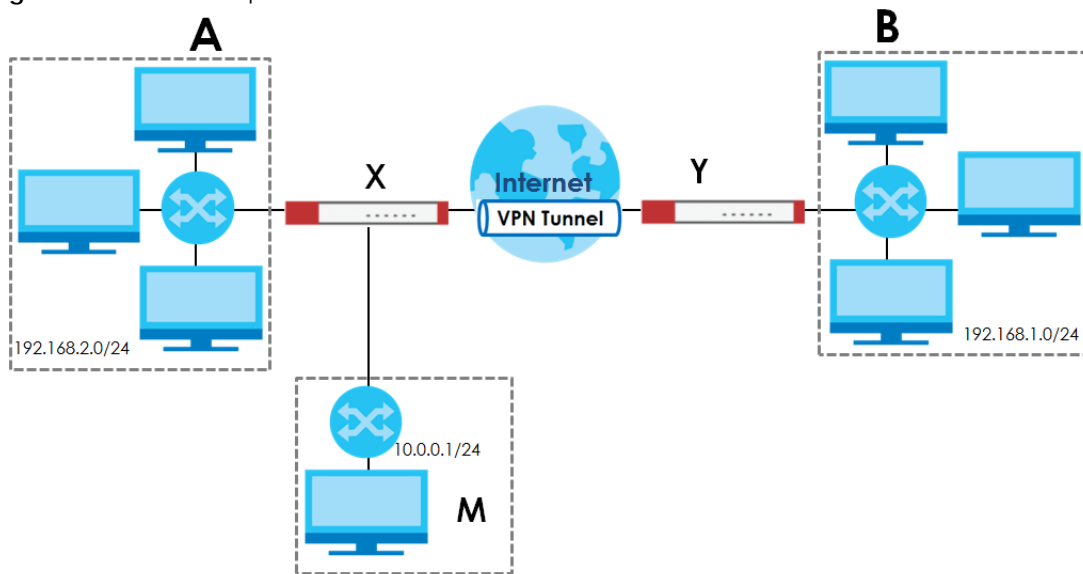 A
B
X
Y
Internet
VPN Tunnel
192.168.2.0/24
192.168.1.0/24
10.0.0.1/24
M